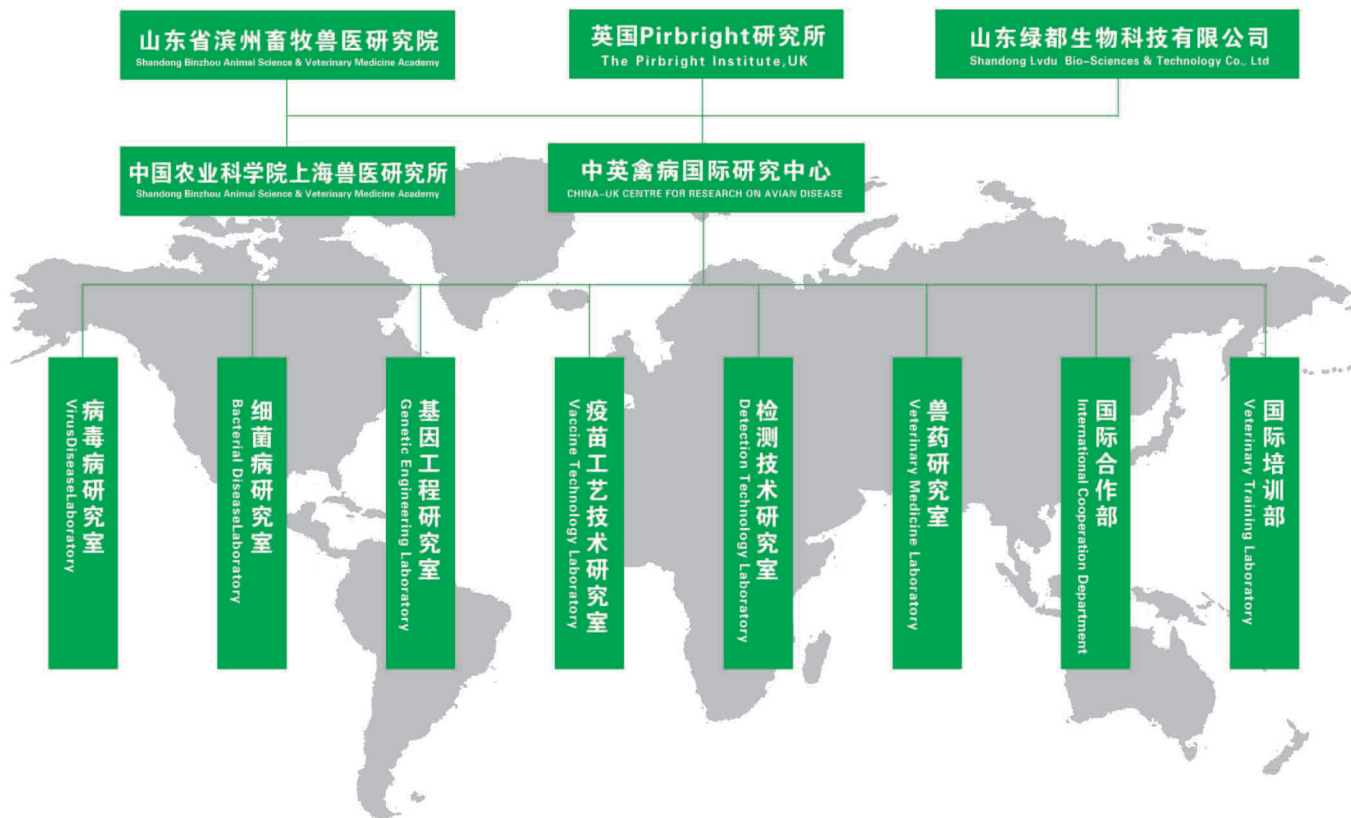 山东省滨州畜牧兽医研究院
Shandong Binzhou Animal Science & Veterinary Medicine Academy
英国Pirbright研究所
The Pirbright Institute,UK
山东绿都生物科技有限公司
Shandong Lvdu Bio-Sciences & Technology Co., Ltd
中国农业科学院上海兽医研究所
Shandong Binzhou Animal Science & Veterinary Medicine Academy
中英禽病国际研究中心
CHINA-UK CENTRE FOR RESEARCH ON AVIAN DISEASE
病毒病研究室
VirusDiseaseLaboratory
细菌病研究室
Bacterial DiseaseLaboratory
基因工程研究室
Genetic Engineering Laboratory
疫苗工艺技术研究室
Vaccine Technology Laboratory
检测技术研究室
Detection Technology Laboratory
兽药研究室
Veterinary Medicine Laboratory
国际合作部
International Cooperation Department
国际培训部
Veterinary Training Laboratory